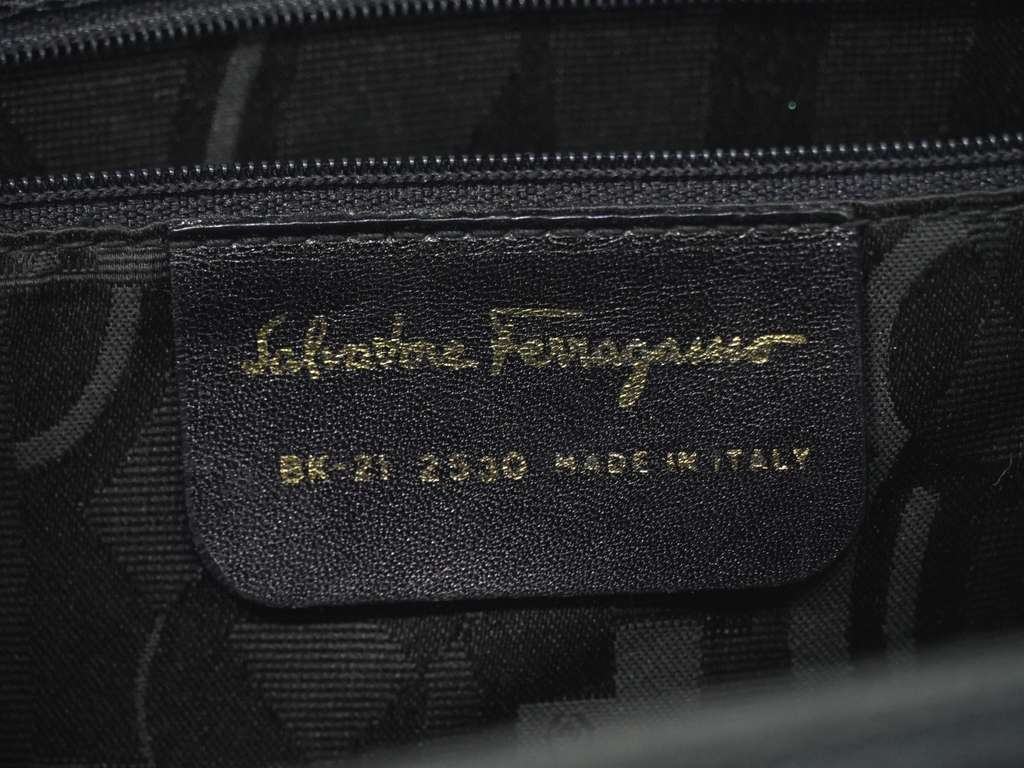 Salvatore Ferragamo
BK-21 2330 MADE IN ITALY